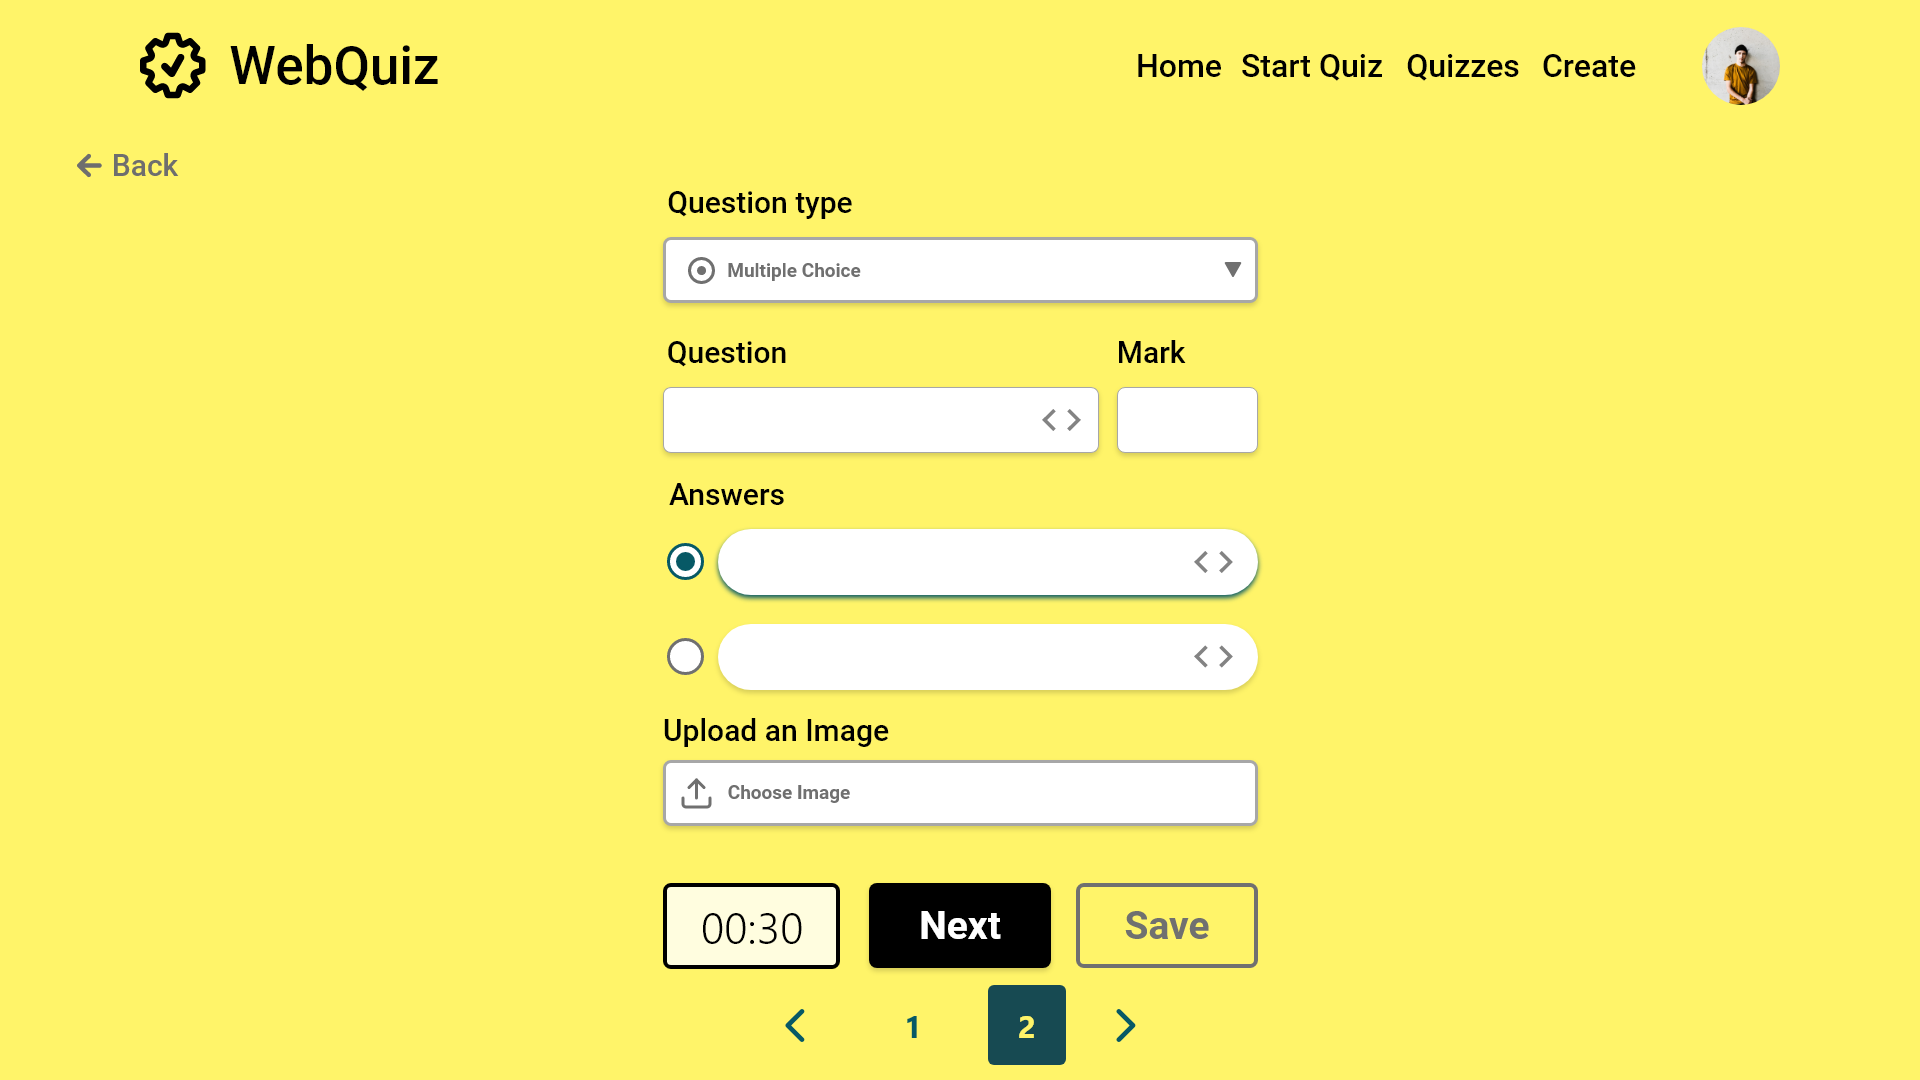 WebQuiz
Home Start Quiz Quizzes Create
Back
Question type
Multiple Choice
Question Mark
Answers
Upload an Image
Choose Image
00:30 Next Save
1 2